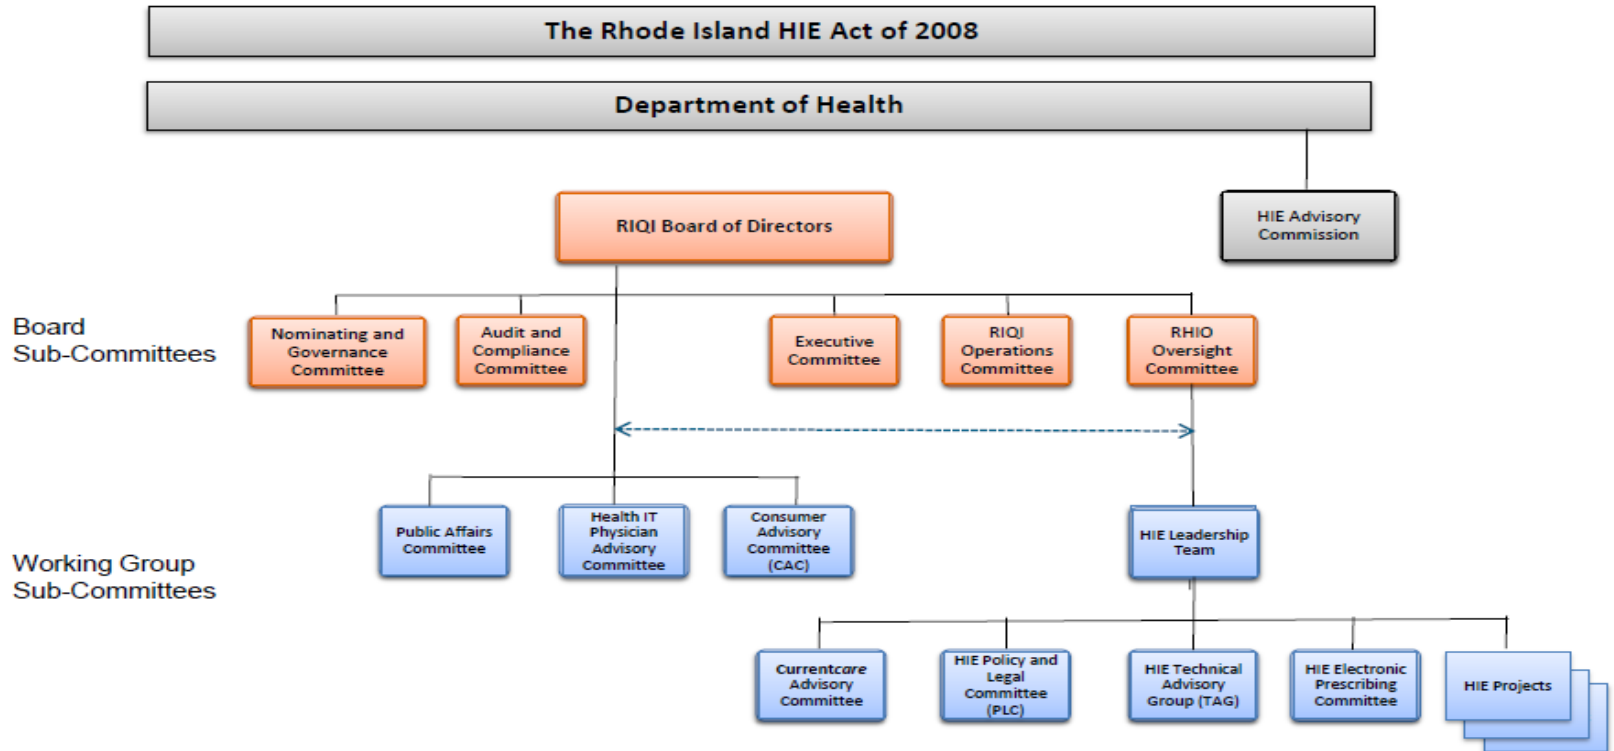 The Rhode Island HIE Act of 2008
Department of Health
RIQI Board of Directors
HIE Advisory
Commission
Board
Sub-Committees
Nominating and
Governance
Committee
Audit and
Compliance
Committee
Executive
Committee
RIQI
Operations
Committee
RHIO
Oversight
Committee
Working Group
Sub-Committees
Public Affairs
Committee
Health IT
Physician
Advisory
Committee
Consumer
Advisory
Committee
(CAC)
HIE Leadership
Team
Currentcare
Advisory
Committee
HIE Policy and
Legal
Committee
(PLC)
HIE Technical
Advisory
Group (TAG)
HIE Electronic
Prescribing
Committee
HIE Projects